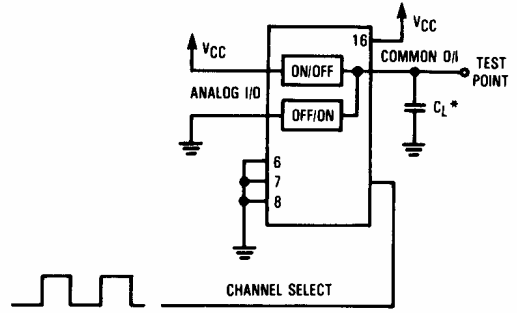 VCC
16
VCC
COMMON O/I
TEST
POINT
ON/OFF
ANALOG I/O
OFF/ON
CL*
6
7
8
CHANNEL SELECT